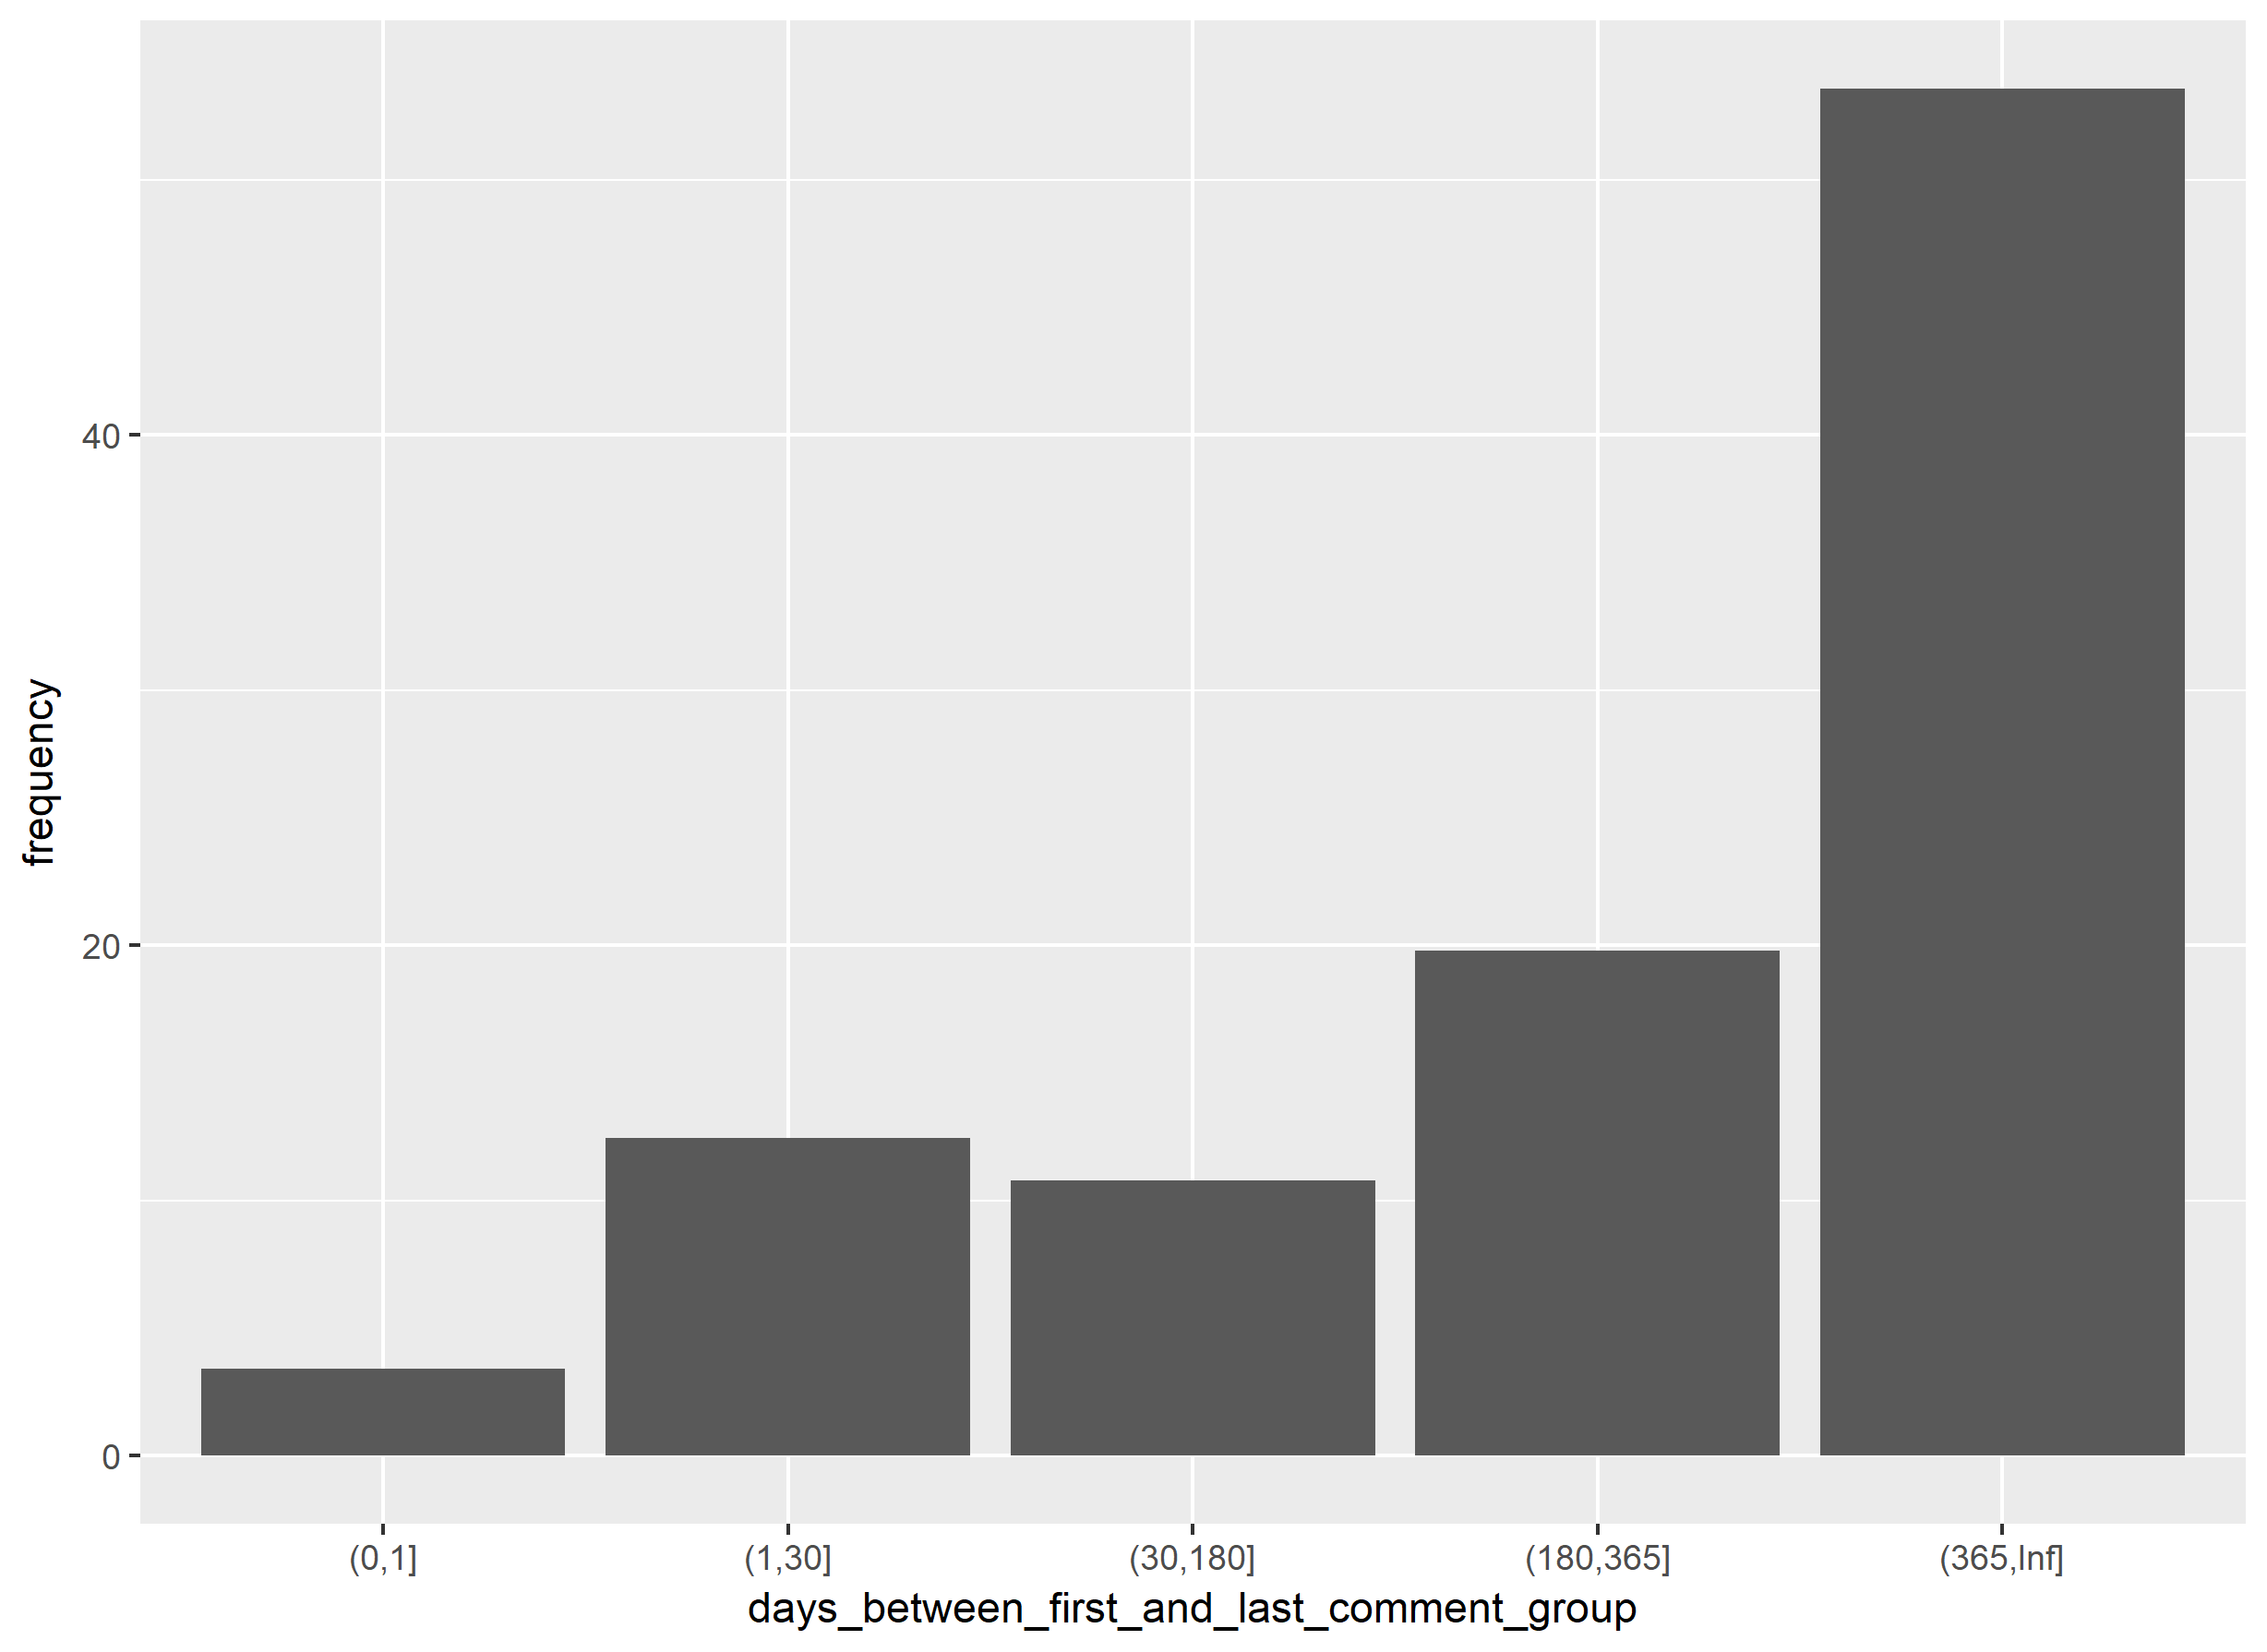 frequency
40
20
0
(0,1]
(1,30]
(30,180]
(180,365]
(365,Inf]
days_between_first_and_last_comment_group